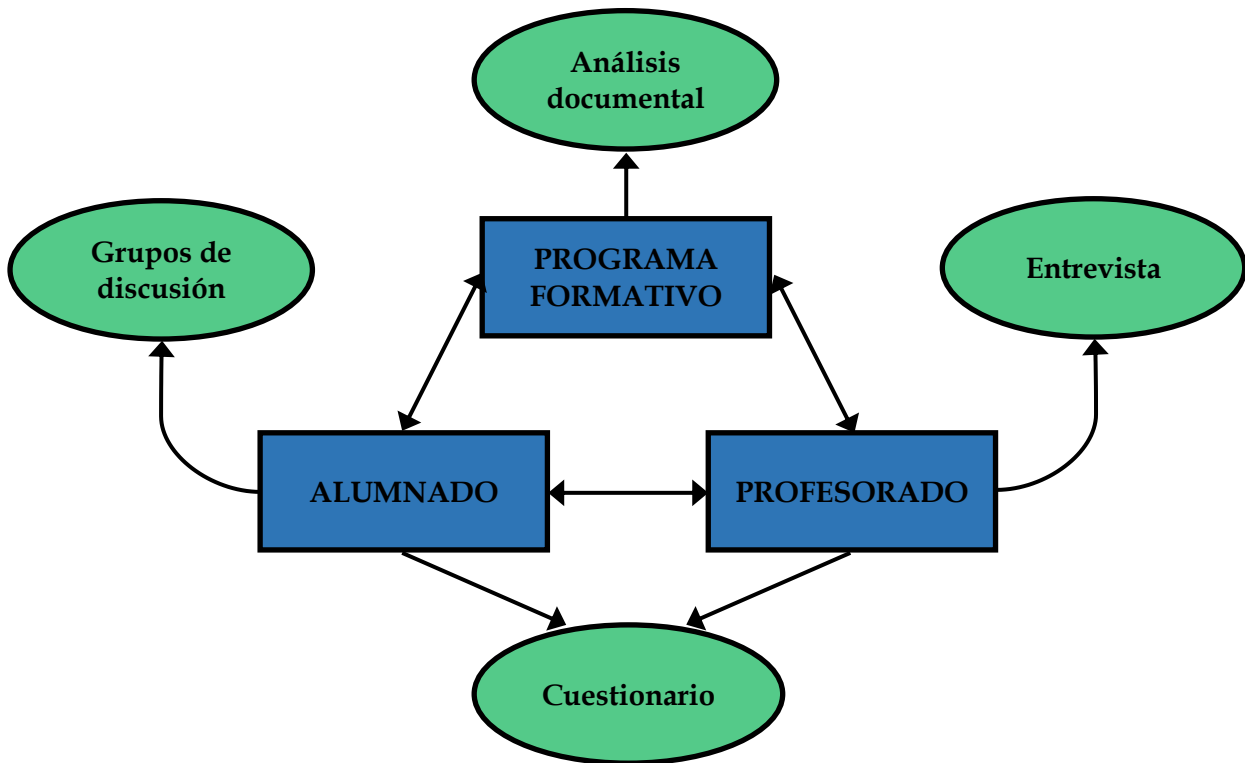 Análisis
documental
Grupos de
discusión
PROGRAMA
FORMATIVO
Entrevista
ALUMNADO
PROFESORADO
Cuestionario